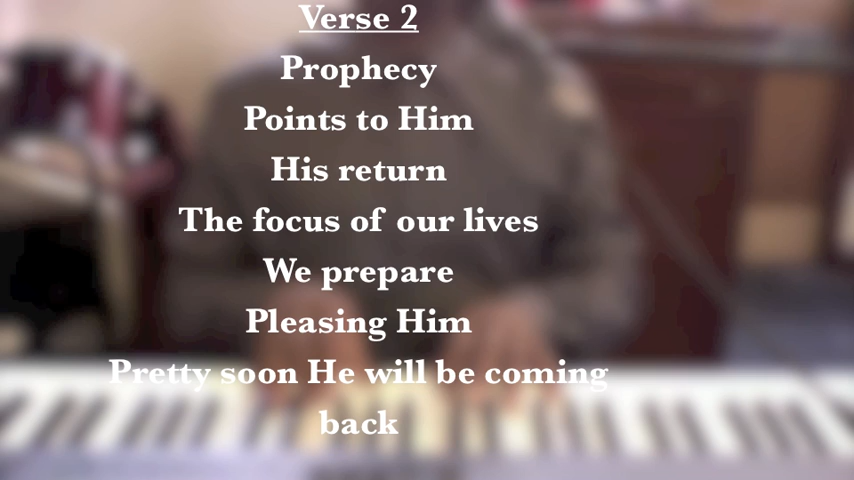 Verse 2
Prophecy
Points to Him
His return
The focus of our lives
We prepare
Pleasing Him
Pretty soon He will be coming
back